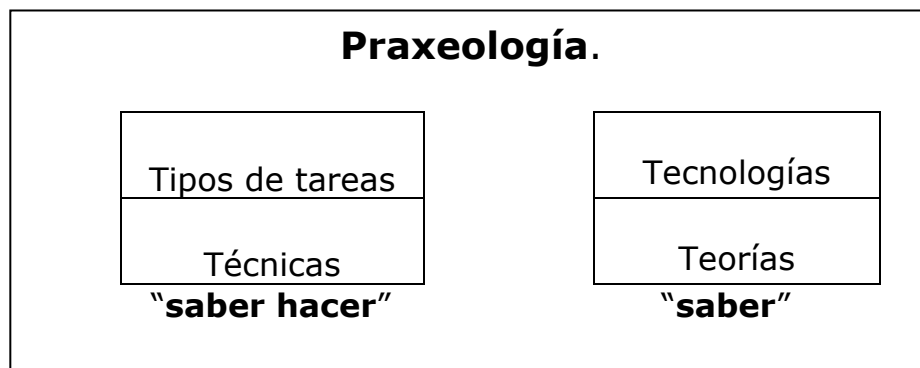 Praxeología.
Tipos de tareas
Técnicas
“saber hacer”
Tecnologías
Teorías
“saber”